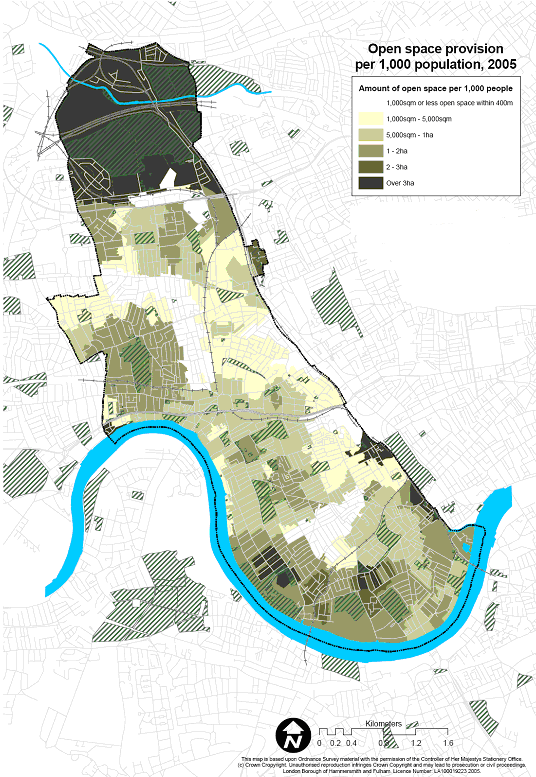 Open space provision
per 1,000 population, 2005
Amount of open space per 1,000 people
1,000sqm or less open space within 400m
1,000sqm - 5,000sqm
5,000sqm - 1ha
1 - 2ha
2 - 3ha
Over 3ha
N
Kilometers
0 0.2 0.4 0.8 1.2 1.6
This map is based upon Ordnance Survey material with the permission of the Controller of Her Majestys Stationery Office.
(c) Crown Copyright. Unauthorised reproduction infringes Crown Copyright and may lead to prosecution or civil proceedings.
London Borough of Hammersmith and Fulham. Licence Number: LA100019223 2005.